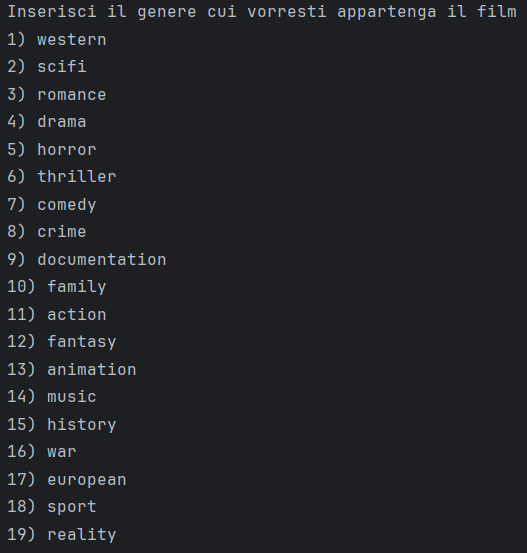 Inserisci il genere cui vorresti appartenga il film
1) western
2) scifi
3) romance
4) drama
5) horror
6) thriller
7) comedy
8) crime
9) documentation
10) family
11) action
12) fantasy
13) animation
14) music
15) history
16) war
17) european
18) sport
19) reality